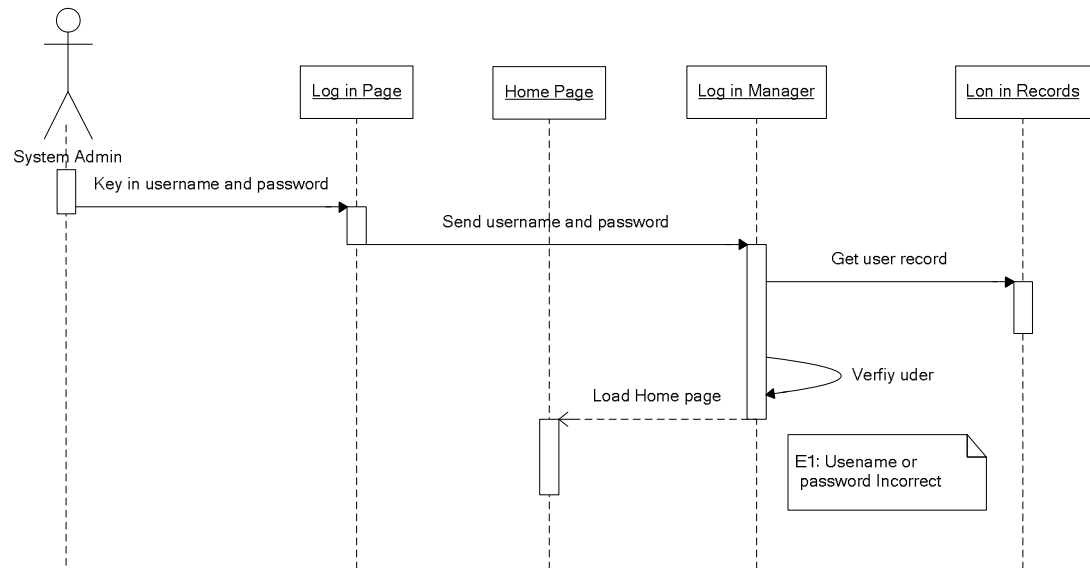 Log in Page
Home Page
Log in Manager
Lon in Records
System Admin
Key in username and password
Send username and password
Get user record
Verfiy uder
Load Home page
E1: Usename or
password Incorrect